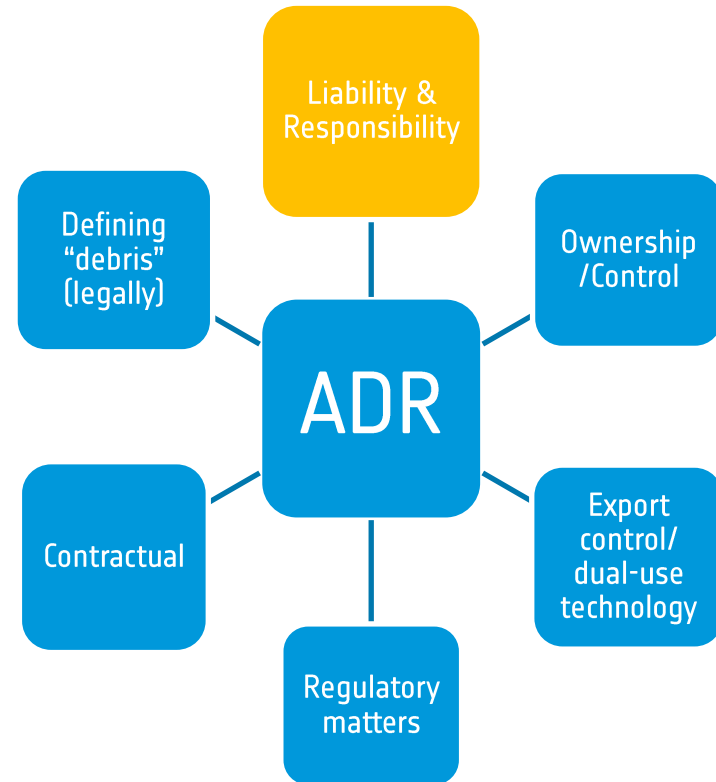 Liability &
Responsibility
Defining
“debris”
(legally)
Ownership
/Control
ADR
Contractual
Export
control/
dual-use
technology
Regulatory
matters